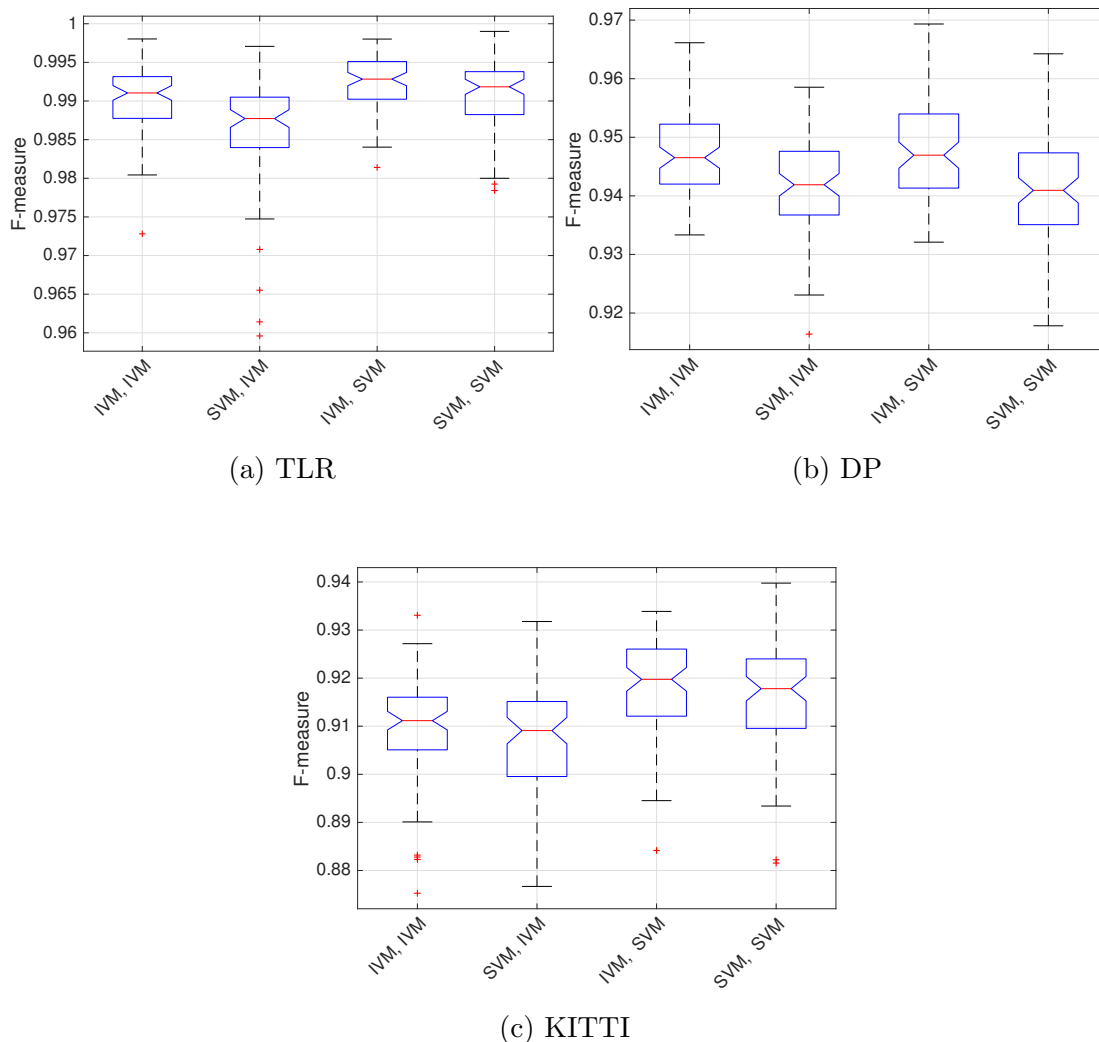 1
0.995
0.99
0.985
0.98
0.975
0.97
0.965
0.96
F-measure
IVM, IVM
SVM, IVM
IVM, SVM
SVM, SVM
(a) TLR
0.97
0.96
0.95
0.94
0.93
0.92
F-measure
IVM, IVM
SVM, IVM
IVM, SVM
SVM, SVM
(b) DP
0.94
0.93
0.92
0.91
0.9
0.89
0.88
F-measure
IVM, IVM
SVM, IVM
IVM, SVM
SVM, SVM
(c) KITTI